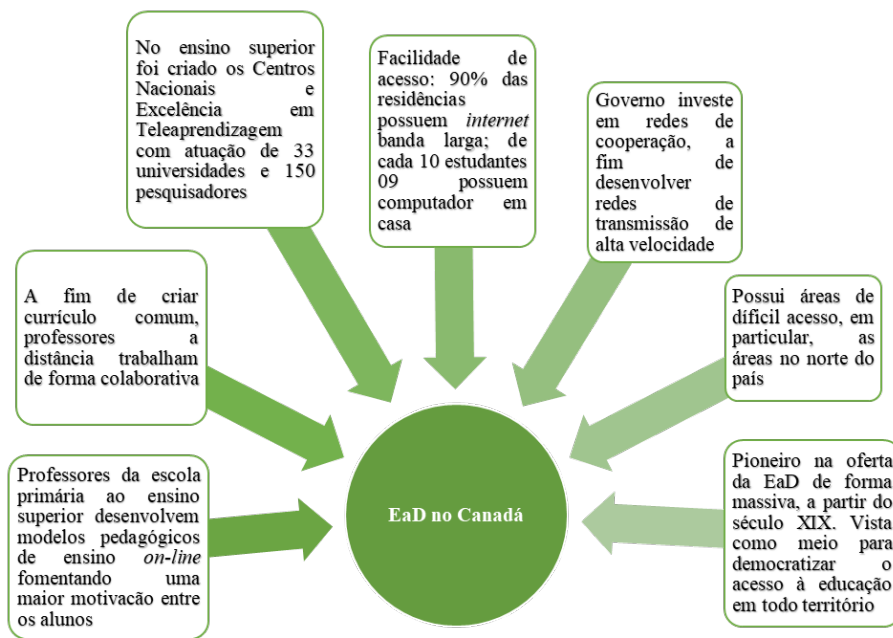 No ensino superior
foi criado os Centros
Nacionais e
Excelência em
Teleaprendizagem
com atuação de 33
universidades e 150
pesquisadores
Facilidade de
acesso: 90% das
residências
possuem internet
banda larga; de
cada 10 estudantes
09 possuem
computador em
casa
Governo investe
em redes de
cooperação, a
fim de
desenvolver
redes de
transmissão de
alta velocidade
A fim de criar
currículo comum,
professores a
distância trabalham
de forma colaborativa
Possui áreas de
dífícil acesso, em
particular, as
áreas no norte do
país
Professores da escola
primária ao ensino
superior desenvolvem
modelos pedagógicos
de ensino on-line
fomentando uma
maior motivação entre
os alunos
EaD no Canadá
Pioneiro na oferta
da EaD de forma
massiva, a partir do
século XIX. Vista
como meio para
democratizar o
acesso à educação
em todo território